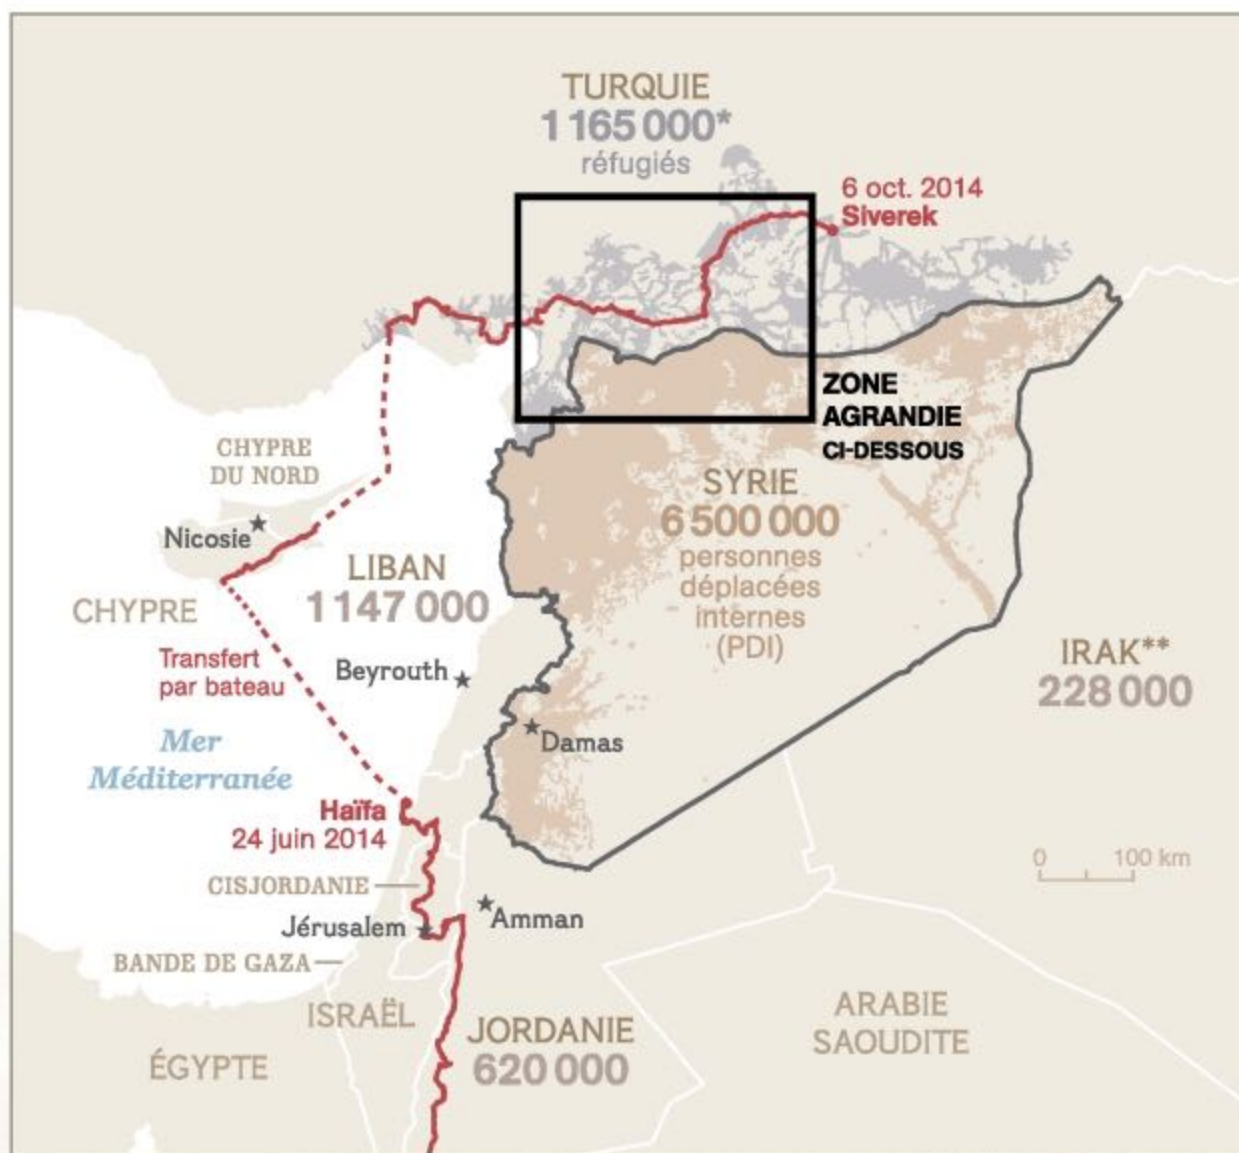 TURQUIE
1 165 000*
réfugiés
6 oct. 2014
Siverek
ZONE
AGRANDIE
CI-DESSOUS
CHYPRE
DU NORD
Nicosie
SYRIE
6 500 000
personnes
déplacées
internes
(PDI)
LIBAN
1 147 000
CHYPRE
Transfert
par bateau
Beyrouth
IRAK**
228 000
Mer
Méditerranée
Damas
Haïfa
24 juin 2014
0 100 km
CISJORDANIE
Jérusalem
Amman
BANDE DE GAZA
ISRAËL
JORDANIE
620 000
ARABIE
SAOUDITE
ÉGYPTE